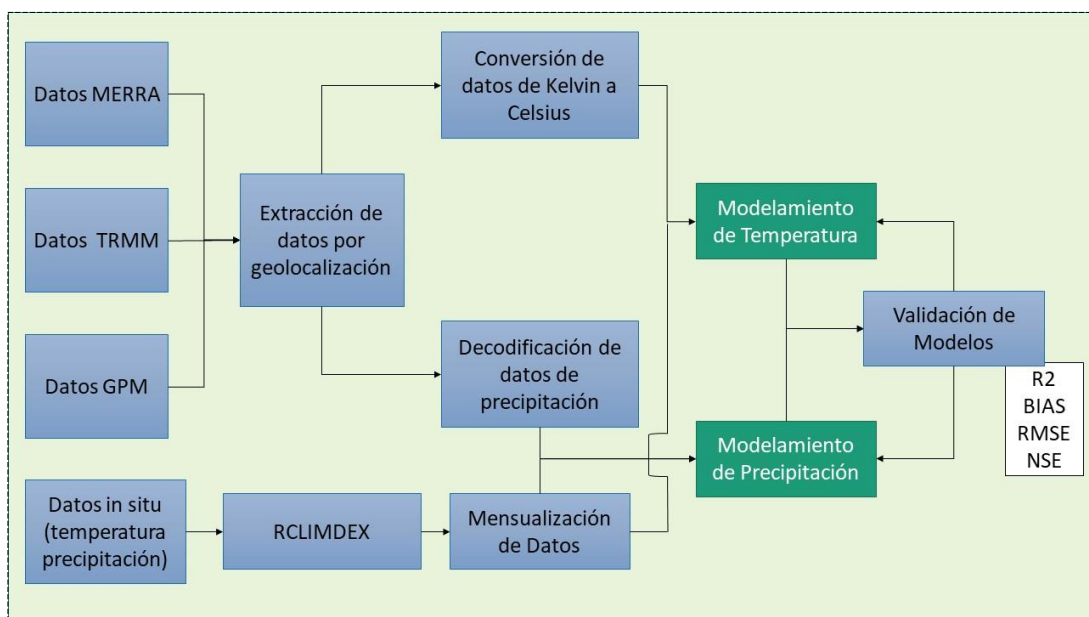 Datos MERRA
Datos TRMM
Datos GPM
Datos in situ
(temperatura
precipitación)
Extracción de
datos por
geolocalización
RCLIMDEX
Conversión de
datos de Kelvin a
Celsius
Decodificación de
datos de
precipitación
Mensualización
de Datos
Modelamiento
de Temperatura
Modelamiento
de Precipitación
Validación de
Modelos
R2
BIAS
RMSE
NSE